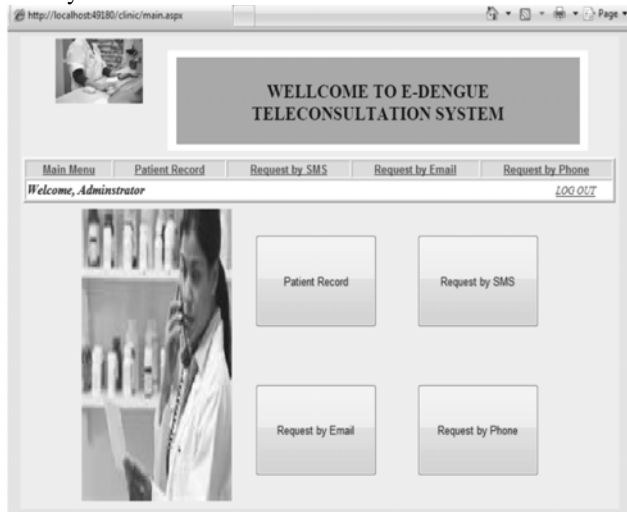 http://localhost:49180/clinic/main.aspx
Page
WELLCOME TO E-DENGUE
TELECONSULTATION SYSTEM
Main Menu Patient Record Request by SMS Request by Email Request by Phone
Welcome, Adminstrator LOG OUT
Patient Record Request by SMS
Request by Email Request by Phone